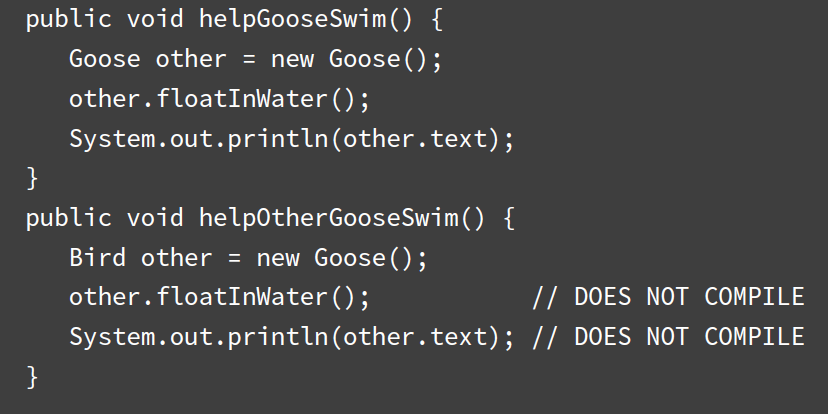 public void helpGooseSwim() {
   Goose other = new Goose();
   other.floatInWater();
   System.out.println(other.text);
}
public void helpOtherGooseSwim() {
   Bird other = new Goose();
   other.floatInWater();           // DOES NOT COMPILE
   System.out.println(other.text); // DOES NOT COMPILE
}